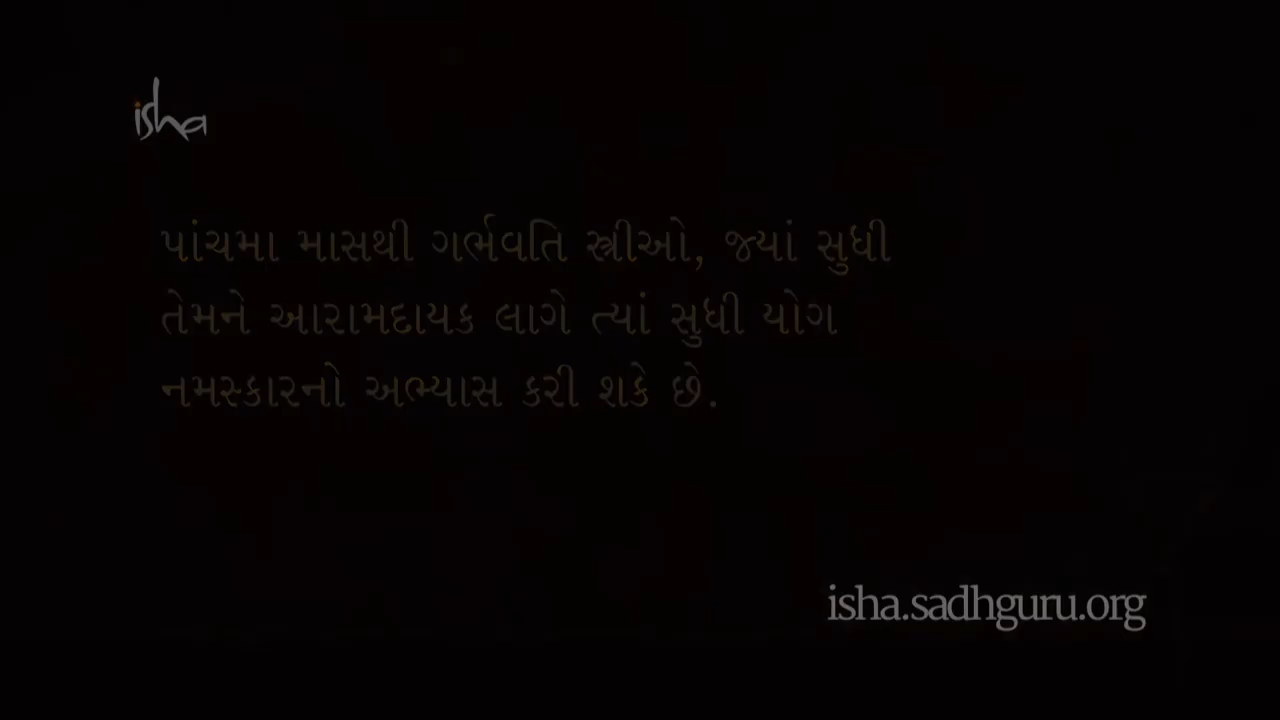 isha
પાંચમા માસથી ગર્ભવતિ સ્ત્રીઓ, જ્યાં સુધી
તેમને આરામદાયક લાગે ત્યાં સુધી યોગ
નમસ્કારનો અભ્યાસ કરી શકે છે.
isha.sadhguru.org